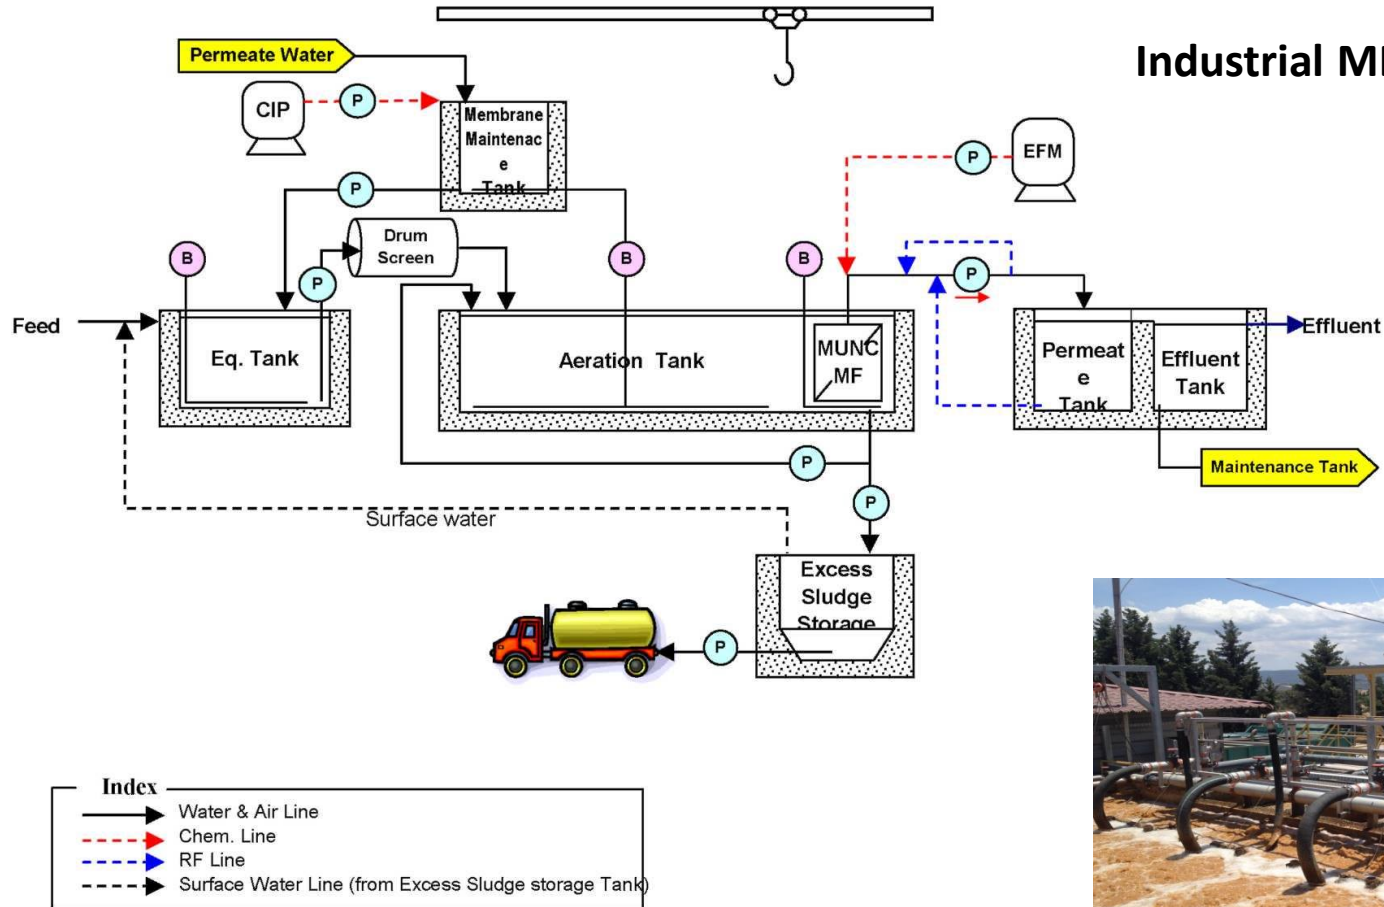 Industrial MI
Permeate Water
CIP
P
Membrane
Maintenac
e
Tank
P
EFM
P
Drum
Screen
B
P
B
B
P
Feed
Eq. Tank
Aeration Tank
MUNC
MF
Permeat
e
Tank
Effluent
Tank
Effluent
P
Maintenance Tank
P
Surface water
Excess
Sludge
Storage
P
Index
Water & Air Line
Chem. Line
RF Line
Surface Water Line (from Excess Sludge storage Tank)